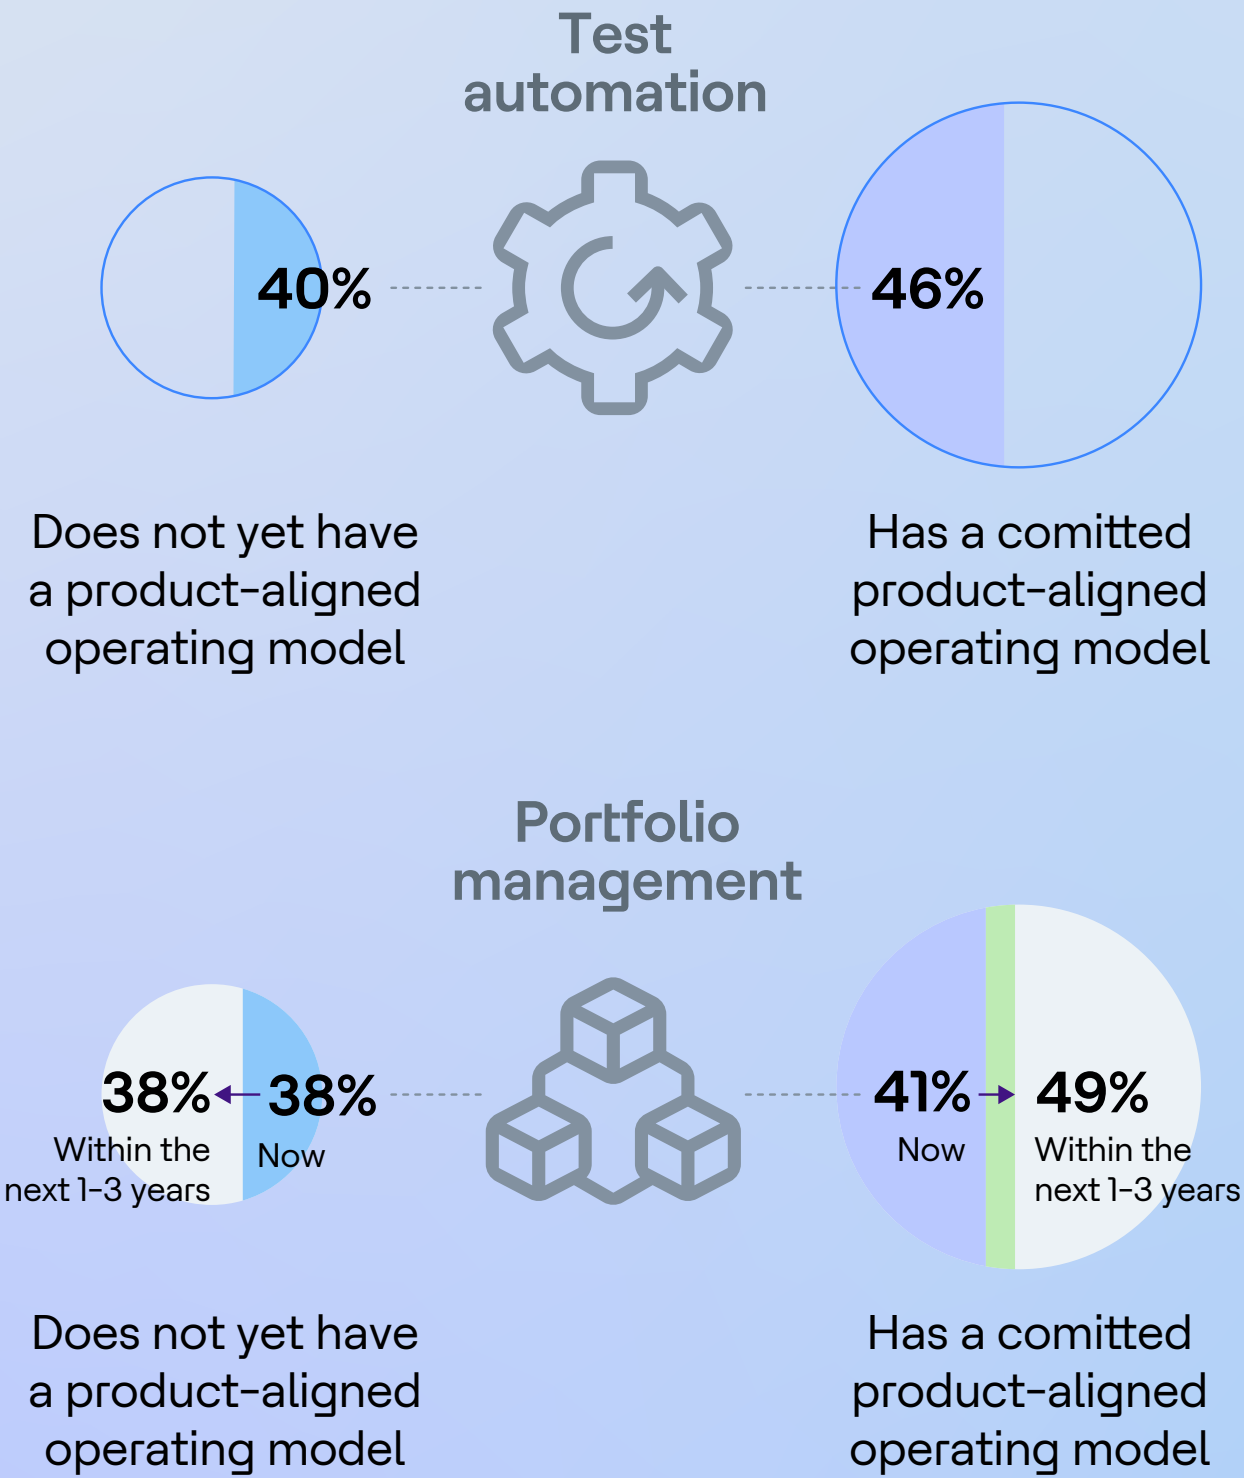 Test
automation
40%
46%
Does not yet have
a product-aligned
operating model
Has a comitted
product-aligned
operating model
Portfolio
management
38%
Within the
next 1-3 years
38%
Now
41%
Now
49%
Within the
next 1-3 years
Does not yet have
a product-aligned
operating model
Has a comitted
product-aligned
operating model